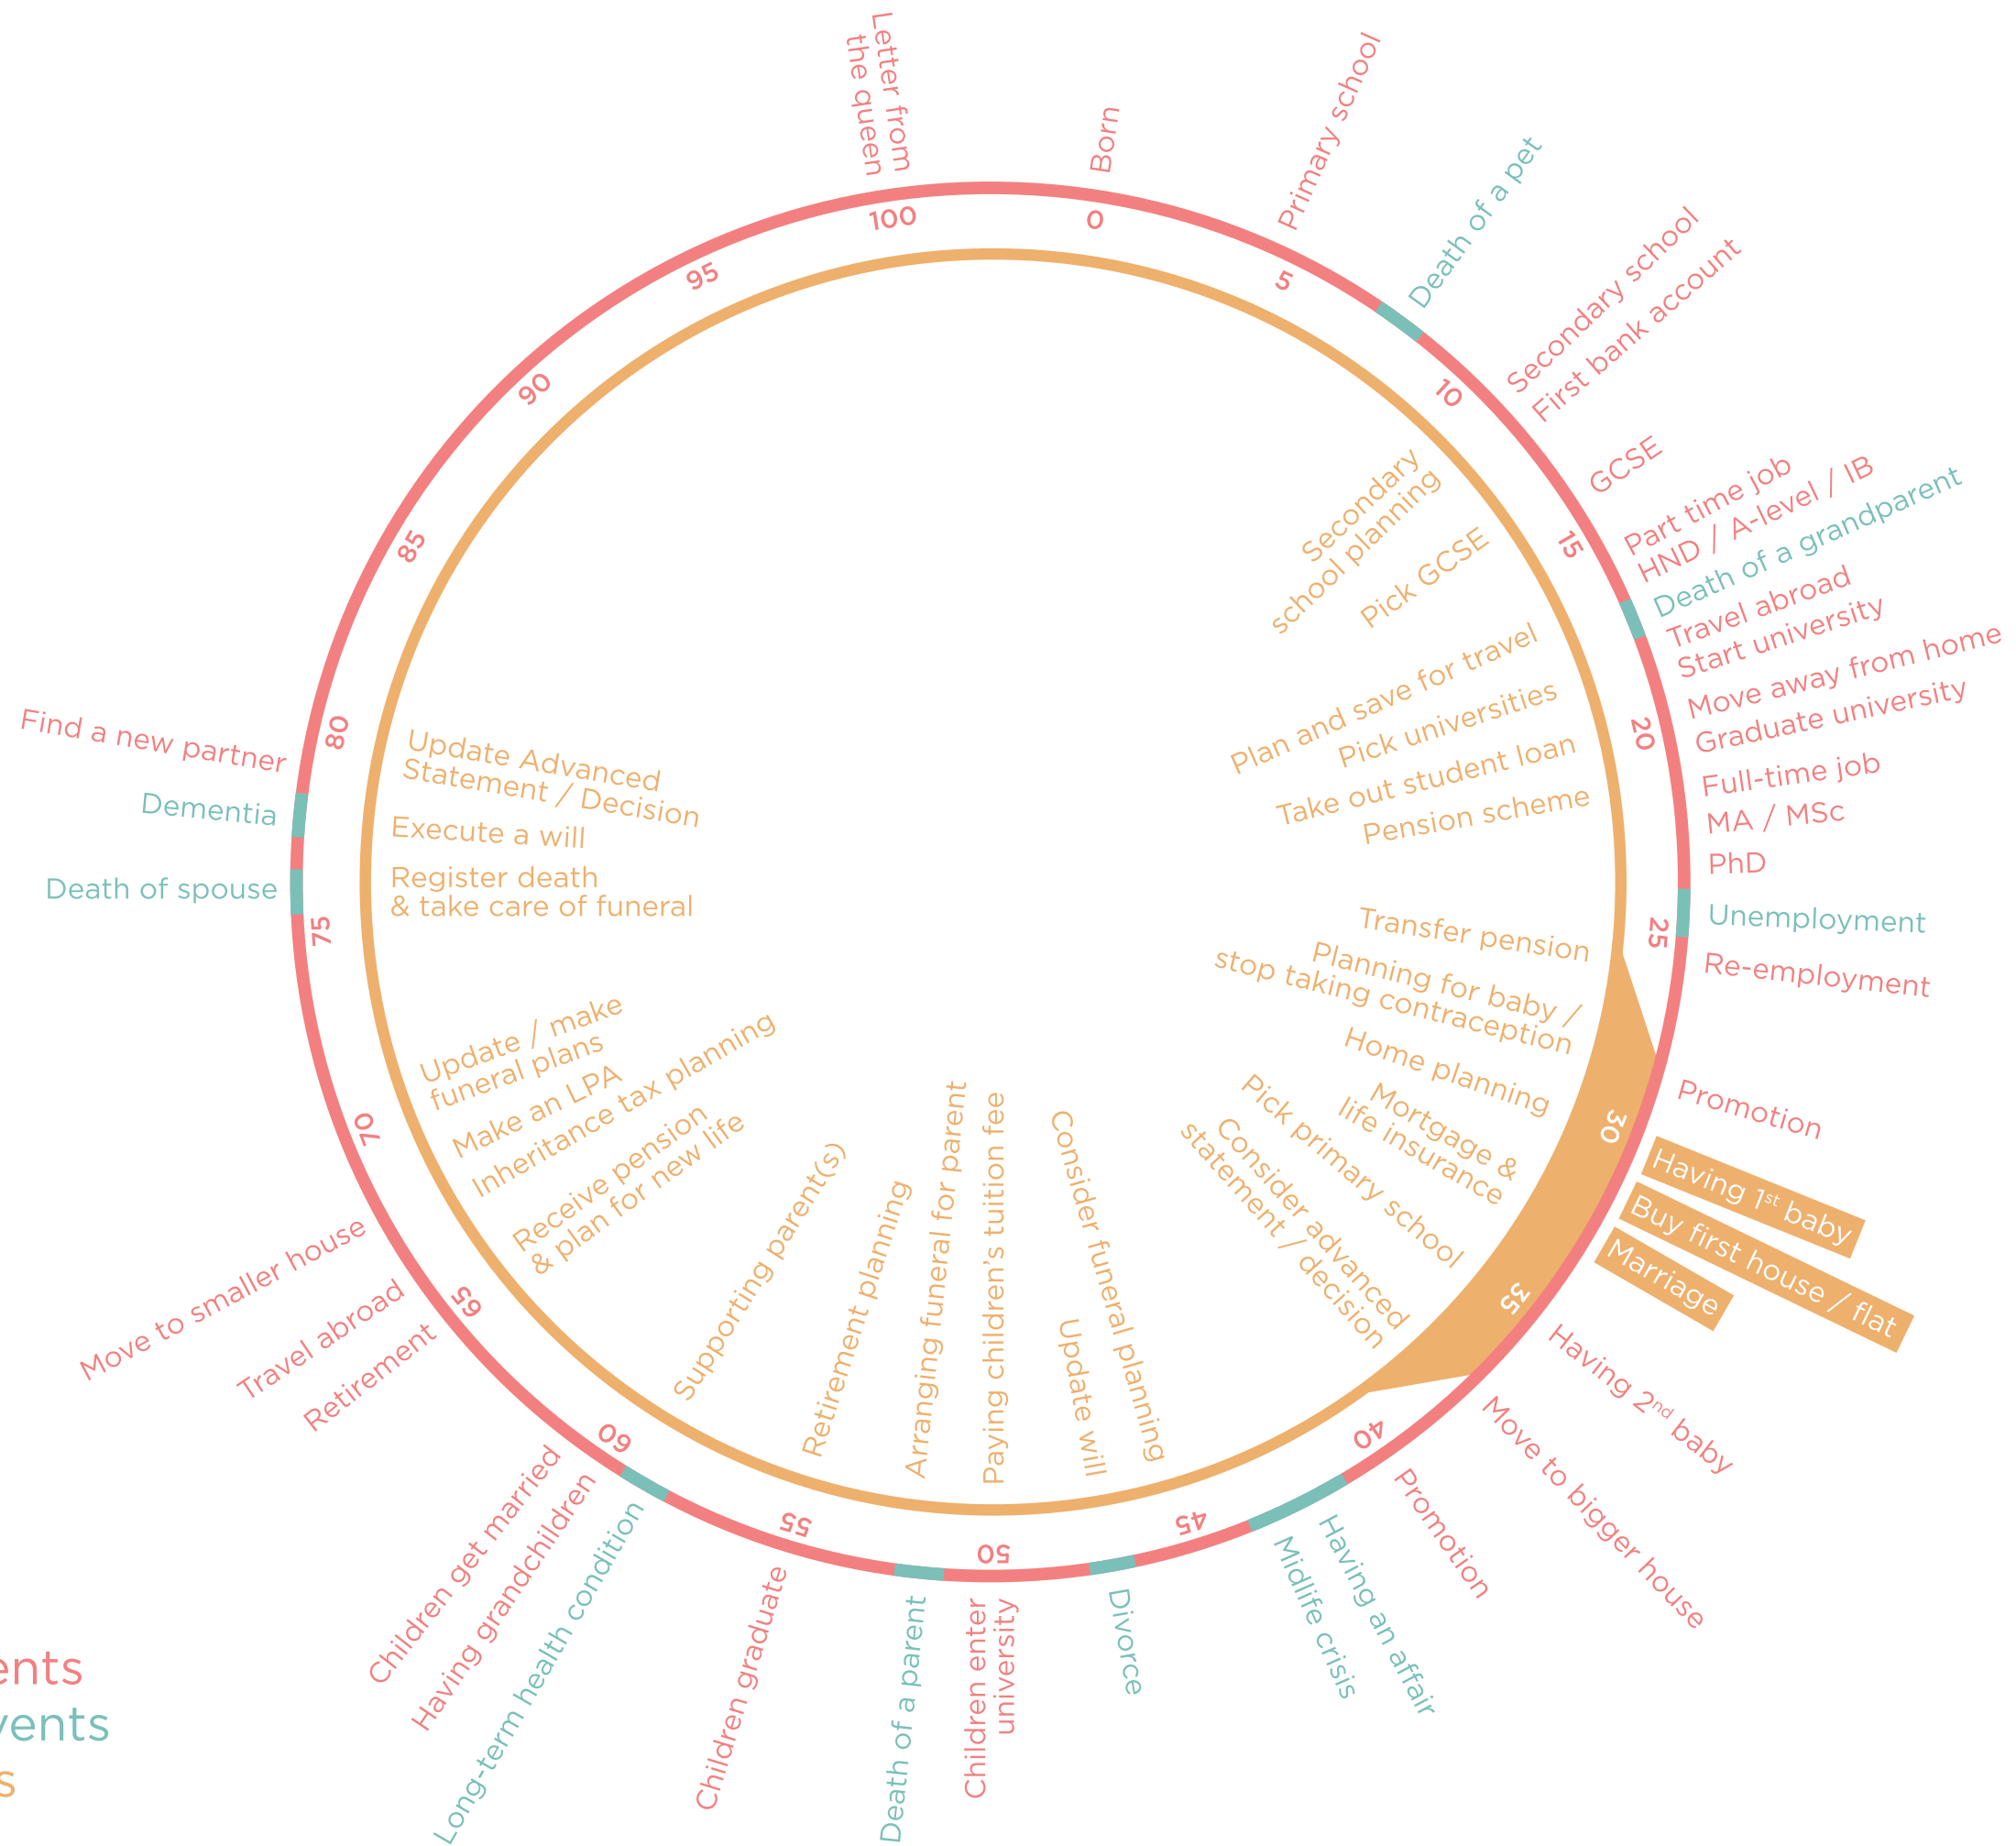 Born
Primary school
Death of a pet
Secondary school
First bank account
GCSE
Part time job
HND / A-level / IB
Death of a grandparent
Travel abroad
Start university
Move away from home
Graduate university
Full-time job
MA / MSc
PhD
Unemployment
Re-employment
Promotion
Having 1st baby
Buy first house / flat
Marriage
Having 2nd baby
Move to bigger house
Promotion
Having an affair
Midlife crisis
Divorce
Children enter
university
Death of a parent
Children graduate
Long-term health condition
Having grandchildren
Children get married
Retirement
Travel abroad
Move to smaller house
Death of spouse
Dementia
Find a new partner
Letter from
the queen
0
5
10
15
20
25
30
35
40
45
50
55
60
65
70
75
80
85
90
95
100
Secondary
school planning
Pick GCSE
Plan and save for travel
Pick universities
Take out student loan
Pension scheme
Transfer pension
Planning for baby /
stop taking contraception
Home planning
Mortgage &
life insurance
Pick primary school
Consider advanced
statement / decision
Consider funeral planning
Update will
Paying children's tuition fee
Arranging funeral for parent
Retirement planning
Supporting parent(s)
Receive pension
& plan for new life
Inheritance tax planning
Make an LPA
Update / make
funeral plans
Register death
& take care of funeral
Execute a will
Update Advanced
Statement / Decision
ents
vents
s